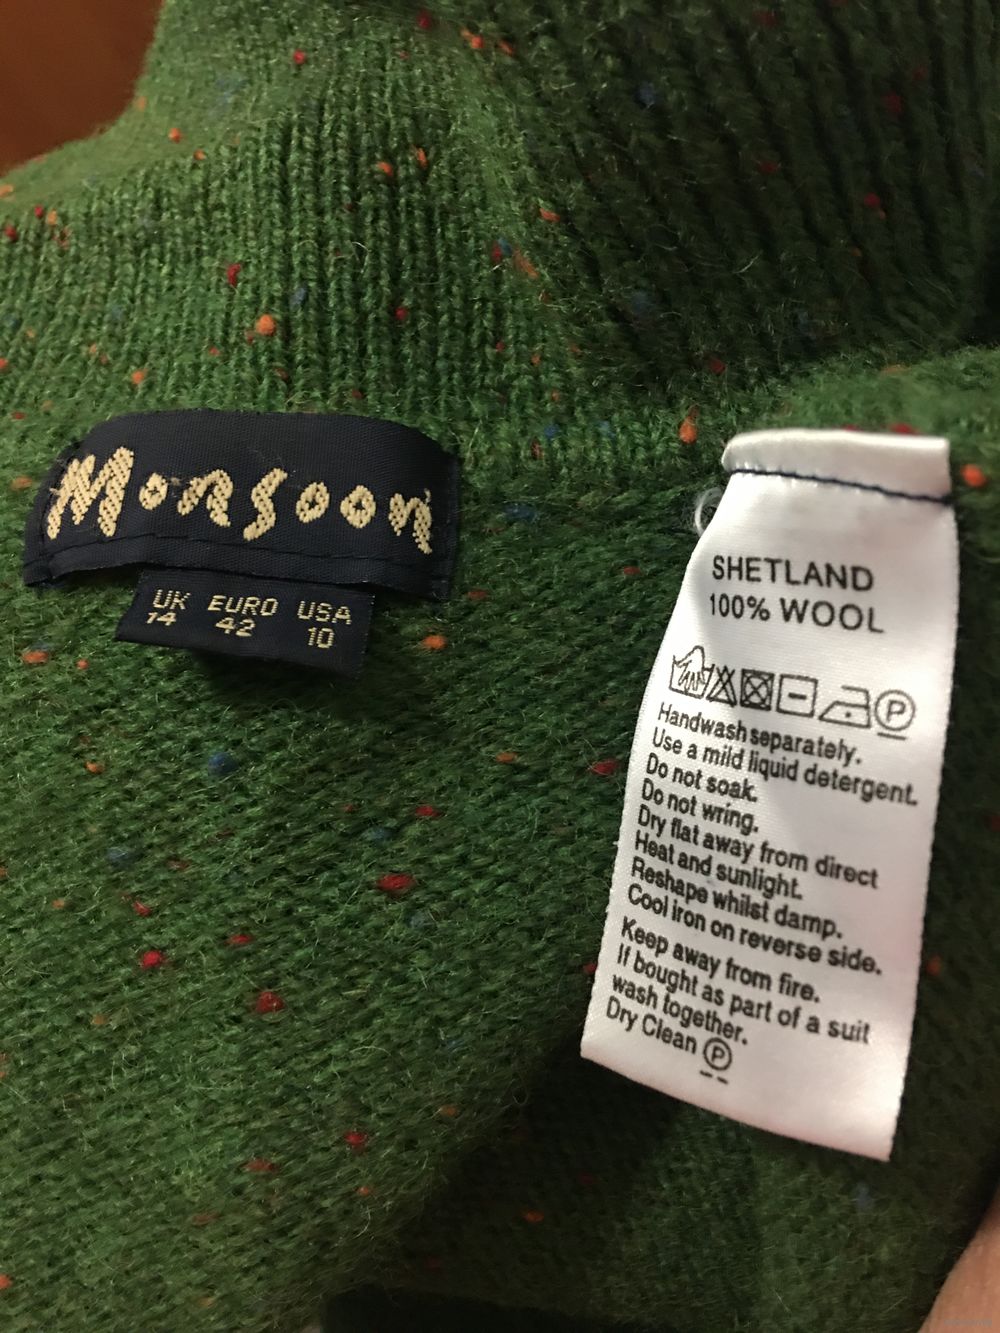 Monsoon
UK EURO USA
14 42 10
SHETLAND
100% WOOL
P
Handwash separately.
Use a mild liquid detergent.
Do not soak.
Do not wring.
Dry flat away from direct
Heat and sunlight.
Reshape whilst damp.
Cool iron on reverse side.
Keep away from fire.
If bought as part of a suit
wash together.
Dry Clean P